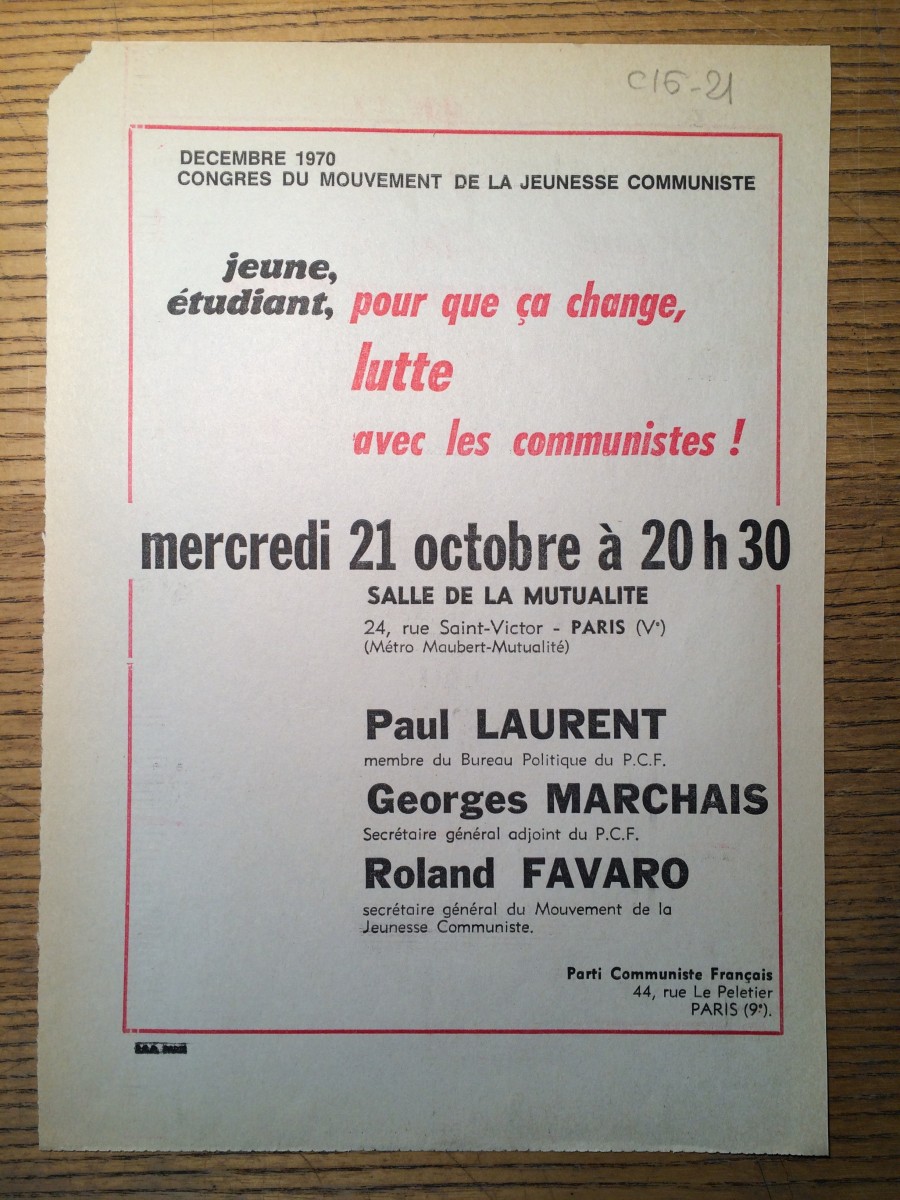 C15-21
DECEMBRE 1970
CONGRES DU MOUVEMENT DE LA JEUNESSE COMMUNISTE
jeune,
étudiant, pour que ça change,
lutte
avec les communistes !
mercredi 21 octobre à 20 h 30
SALLE DE LA MUTUALITE
24, rue Saint-Victor - PARIS (Vᵉ)
(Métro Maubert-Mutualité)
Paul LAURENT
membre du Bureau Politique du P.C.F.
Georges MARCHAIS
Secrétaire général adjoint du P.C.F.
Roland FAVARO
secrétaire général du Mouvement de la
Jeunesse Communiste.
Parti Communiste Français
44, rue Le Peletier
PARIS (9ᵉ).